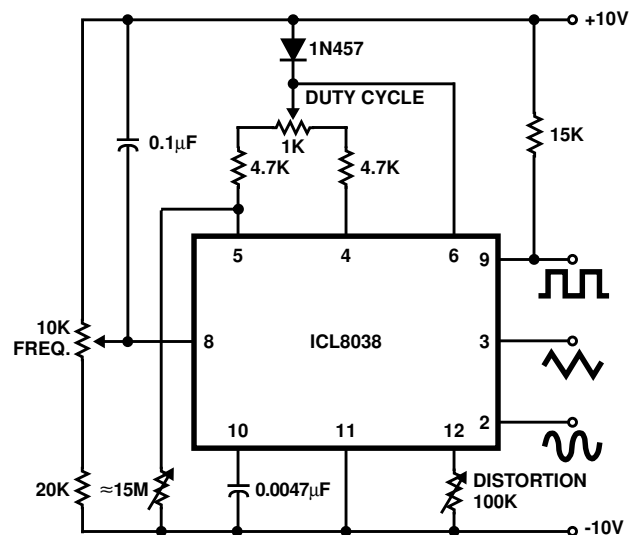 +10V
1N457
DUTY CYCLE
0.1µF
1K
15K
4.7K
4.7K
5
4
6
9
10K
FREQ.
8
ICL8038
3
2
10
11
12
20K
≈15M
0.0047µF
DISTORTION
100K
-10V